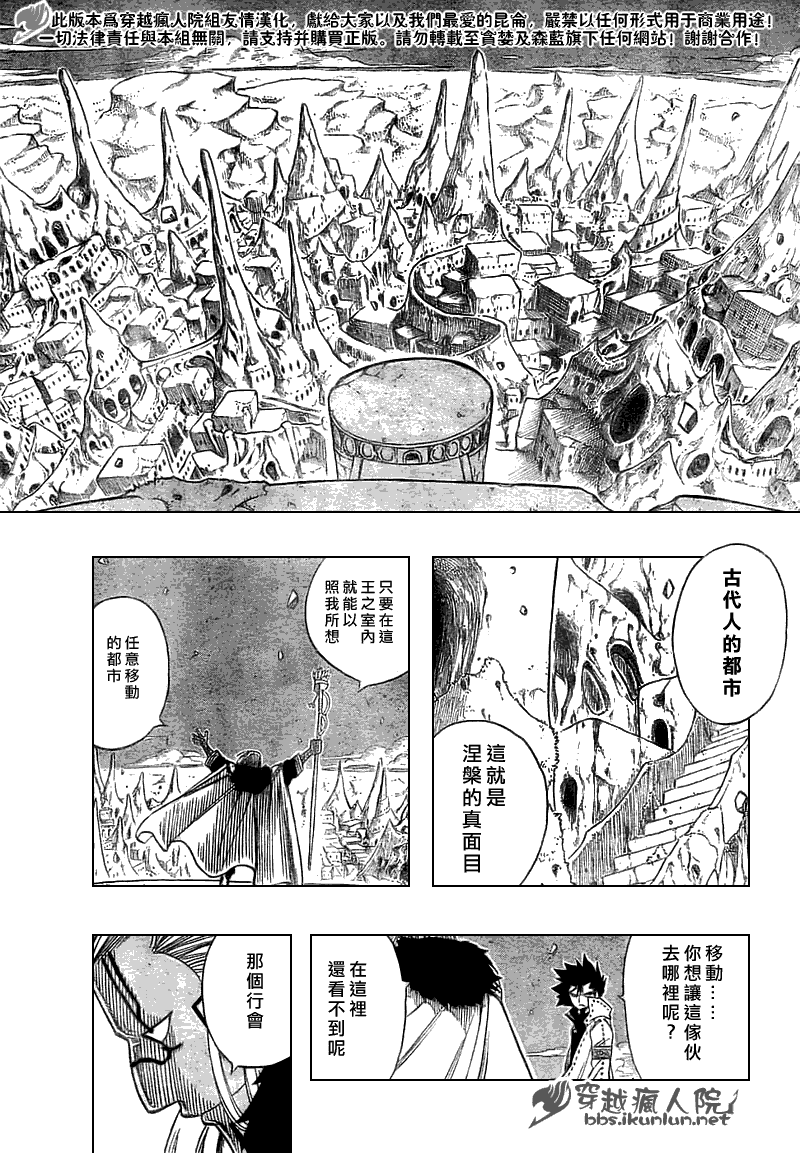 此版本爲穿越瘋人院組友情漢化，獻給大家以及我們最愛的昆侖，嚴禁以任何形式用于商業用途！
一切法律責任與本組無關，請支持并購買正版。請勿轉載至貪婪及森藍旗下任何網站！謝謝合作！
古代人的都市
這就是
涅槃的真面目
只要在這
王之室內
就能以
照我所想
任意移動
的都市
移動……
你想讓這傢伙
去哪裡呢？
在這裡
還看不到呢
那個行會
穿越瘋人院
bbs.ikunlun.net